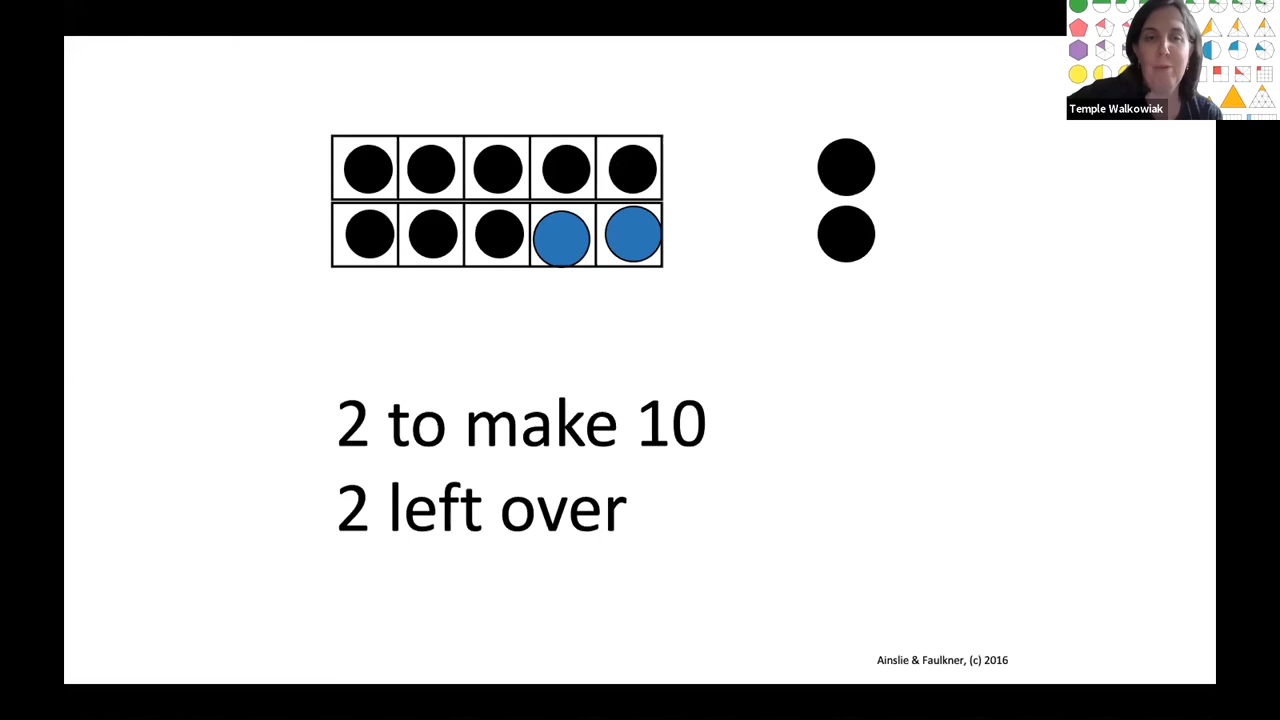 Temple Walkowiak
2 to make 10
2 left over
Ainslie & Faulkner, (c) 2016